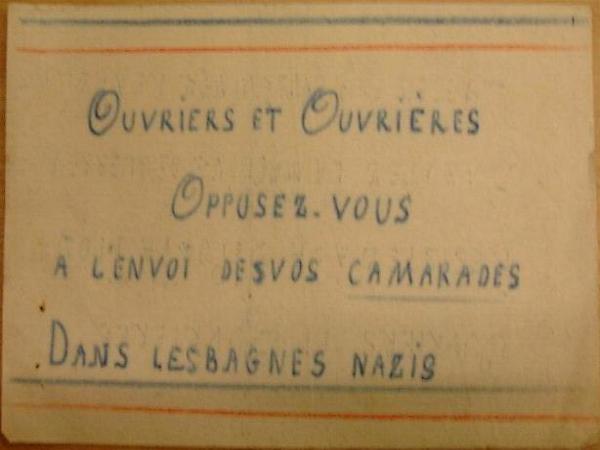 OUVRIERS ET OUVRIÈRES
OPPOSEZ-VOUS
A L'ENVOI DESVOS CAMARADES
DANS LESBAGNES NAZIS